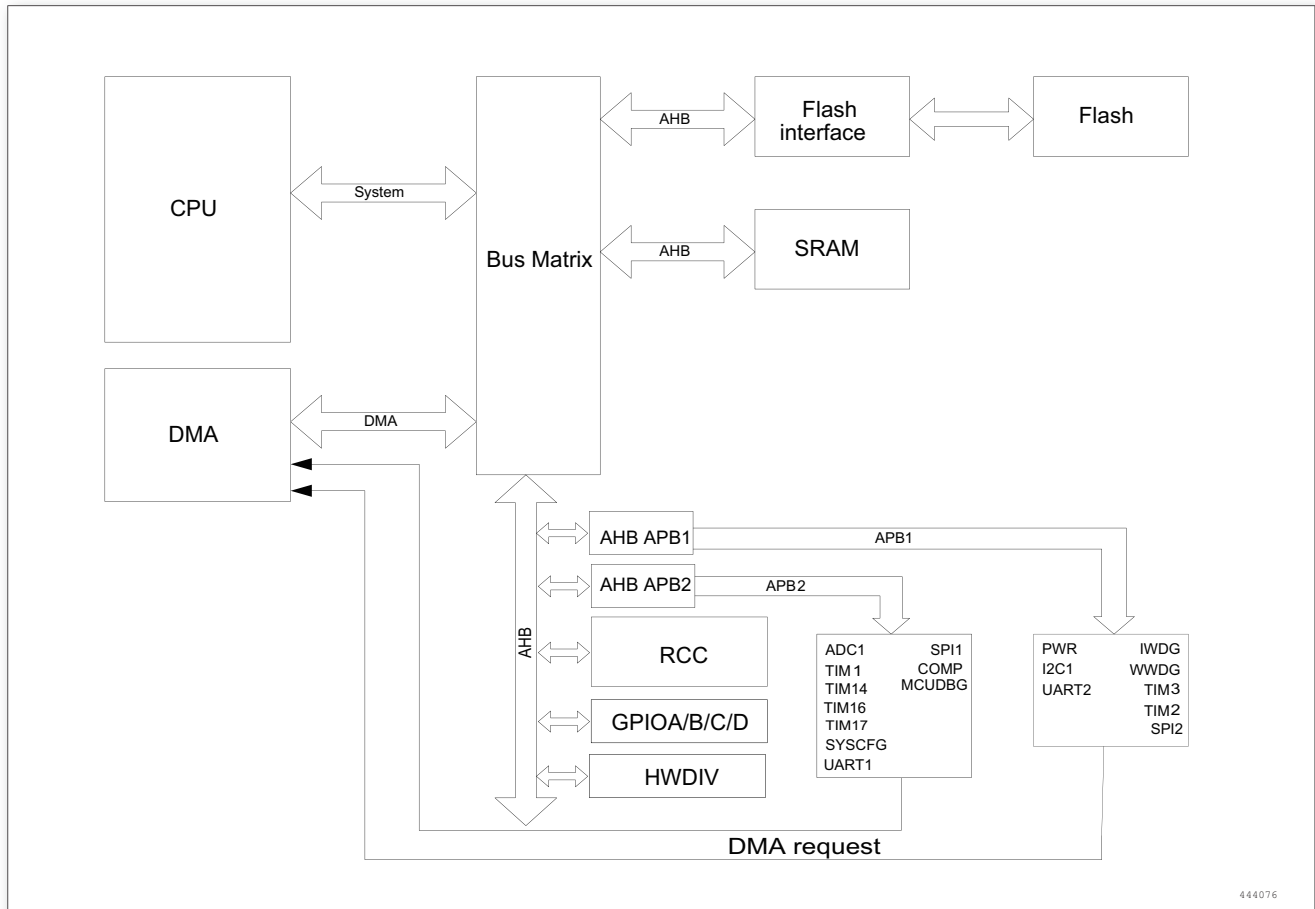 CPU
System
Bus Matrix
AHB
Flash
interface
Flash
AHB
SRAM
DMA
DMA
AHB
AHB APB1
APB1
AHB APB2
APB2
RCC
GPIOA/B/C/D
HWDIV
ADC1
TIM1
TIM14
TIM16
TIM17
SYSCFG
UART1
SPI1
COMP
MCUDBG
PWR
I2C1
UART2
IWDG
WWDG
TIM3
TIM2
SPI2
DMA request
444076